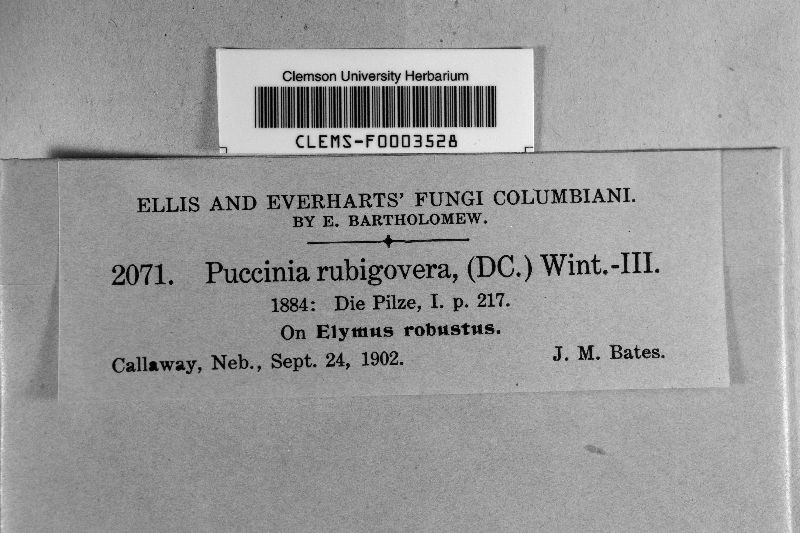 Clemson University Herbarium
CLEMS-F0003528
ELLIS AND EVERHARTS' FUNGI COLUMBIANI.
BY E. BARTHOLOMEW.
2071. Puccinia rubigovera, (DC.) Wint.-III.
1884: Die Pilze, I. p. 217.
On Elymus robustus.
Callaway, Neb., Sept. 24, 1902. J. M. Bates.